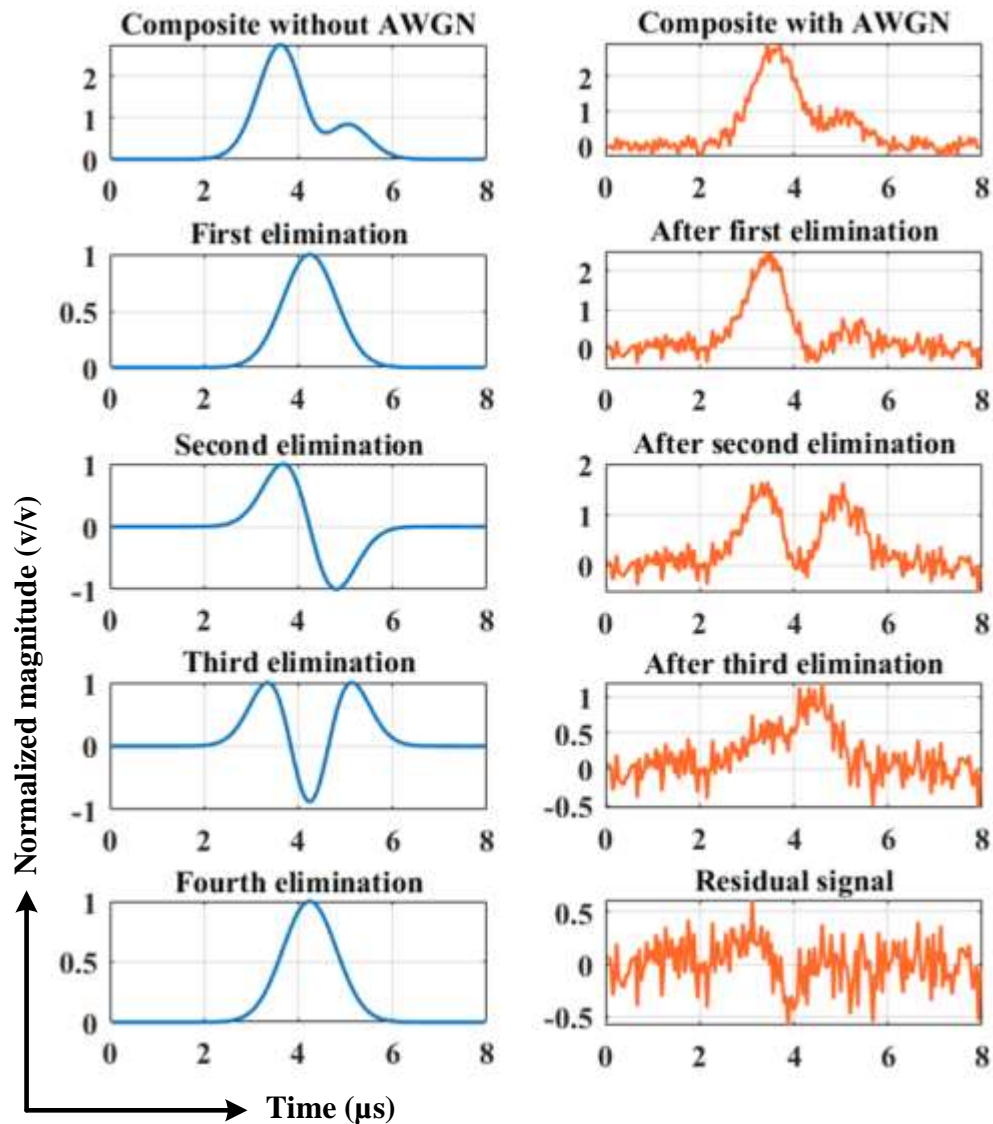 Composite without AWGN
2
1
0
0 2 4 6 8
Composite with AWGN
2
1
0
0 2 4 6 8
First elimination
1
0.5
0
0 2 4 6 8
After first elimination
2
1
0
0 2 4 6 8
Second elimination
1
0
-1
0 2 4 6 8
After second elimination
2
1
0
0 2 4 6 8
Third elimination
1
0
-1
0 2 4 6 8
After third elimination
1
0.5
0
-0.5
0 2 4 6 8
Fourth elimination
1
0.5
0
0 2 4 6 8
Residual signal
0.5
0
-0.5
0 2 4 6 8
Normalized magnitude (v/v)
Time (µs)